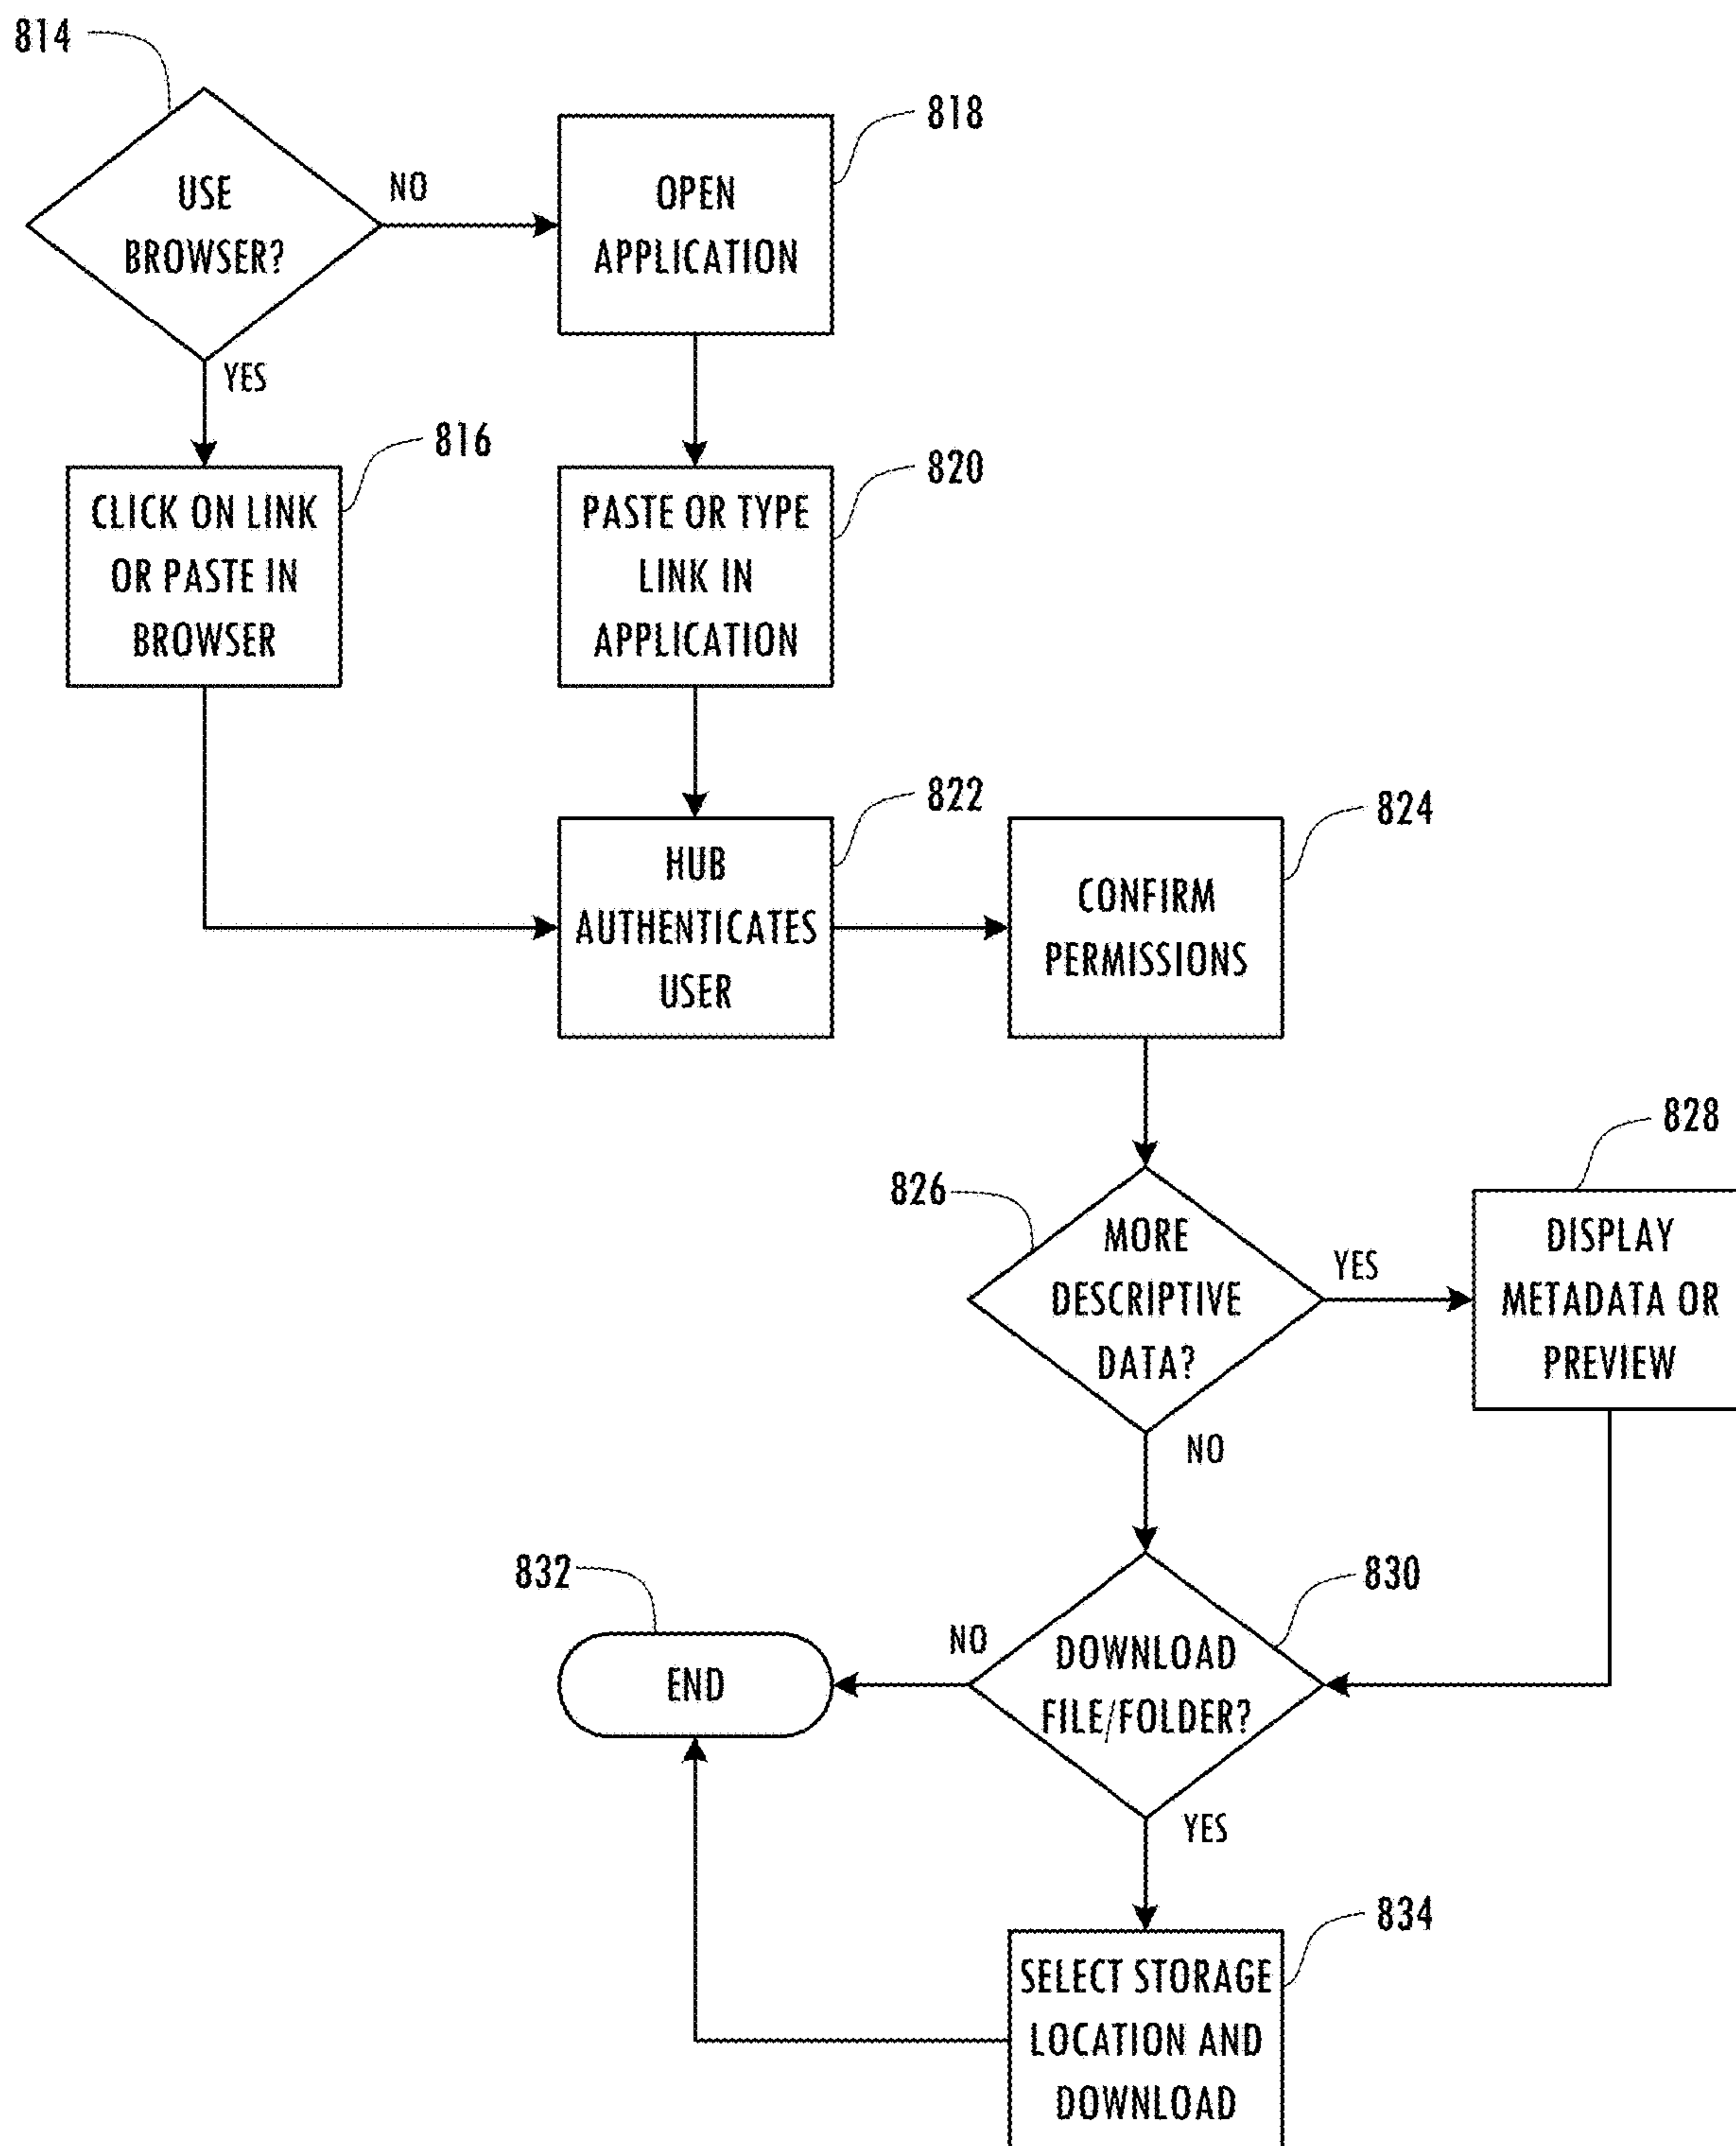 814
USE
BROWSER?
NO
YES
818
OPEN
APPLICATION
816
CLICK ON LINK
OR PASTE IN
BROWSER
820
PASTE OR TYPE
LINK IN
APPLICATION
822
HUB
AUTHENTICATES
USER
824
CONFIRM
PERMISSIONS
826
MORE
DESCRIPTIVE
DATA?
YES
NO
828
DISPLAY
METADATA OR
PREVIEW
830
DOWNLOAD
FILE/FOLDER?
NO
YES
832
END
834
SELECT STORAGE
LOCATION AND
DOWNLOAD